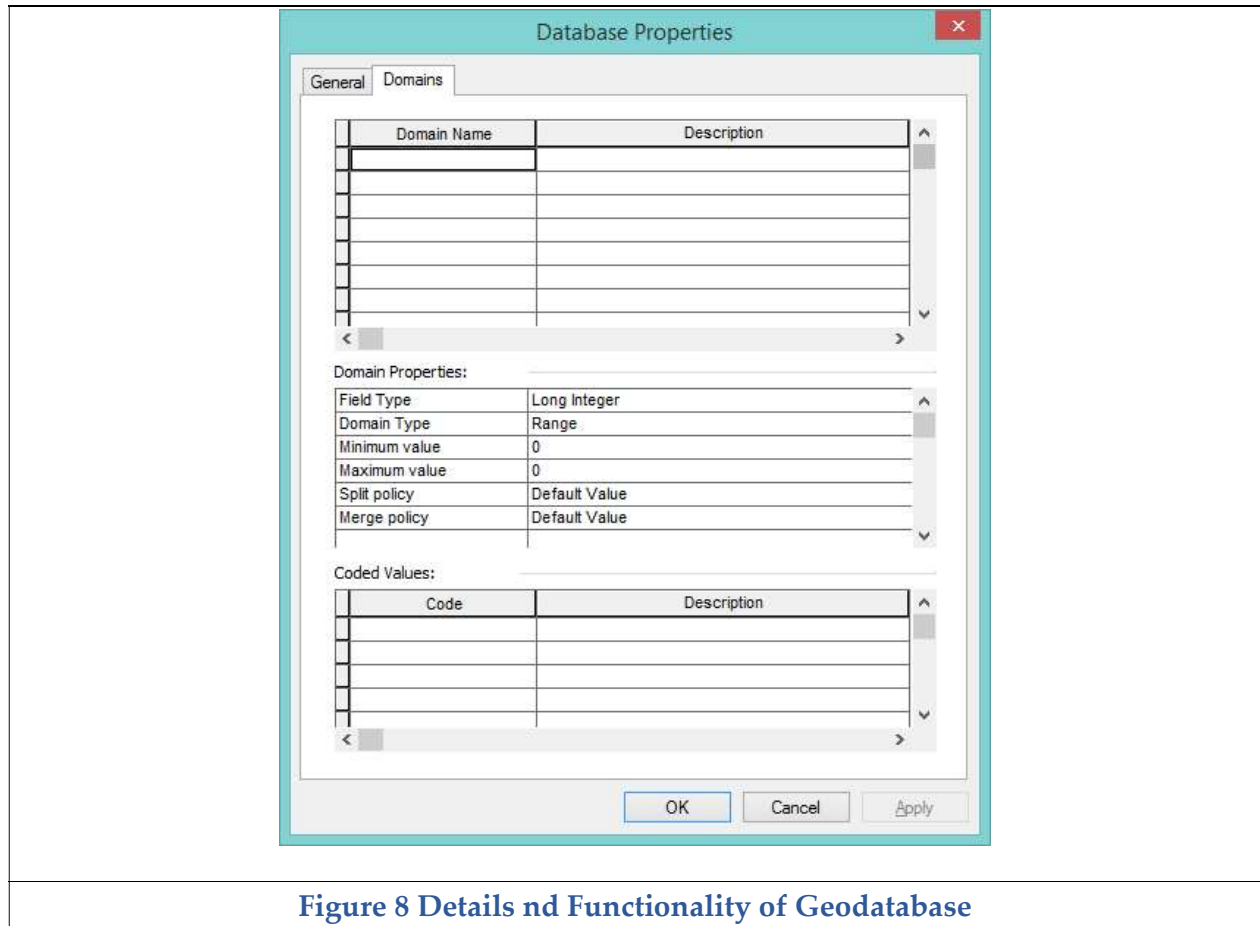 Database Properties
General Domains
Domain Name Description
Domain Properties:
Field Type Long Integer
Domain Type Range
Minimum value 0
Maximum value 0
Split policy Default Value
Merge policy Default Value
Coded Values:
Code Description
OK Cancel Apply
Figure 8 Details nd Functionality of Geodatabase